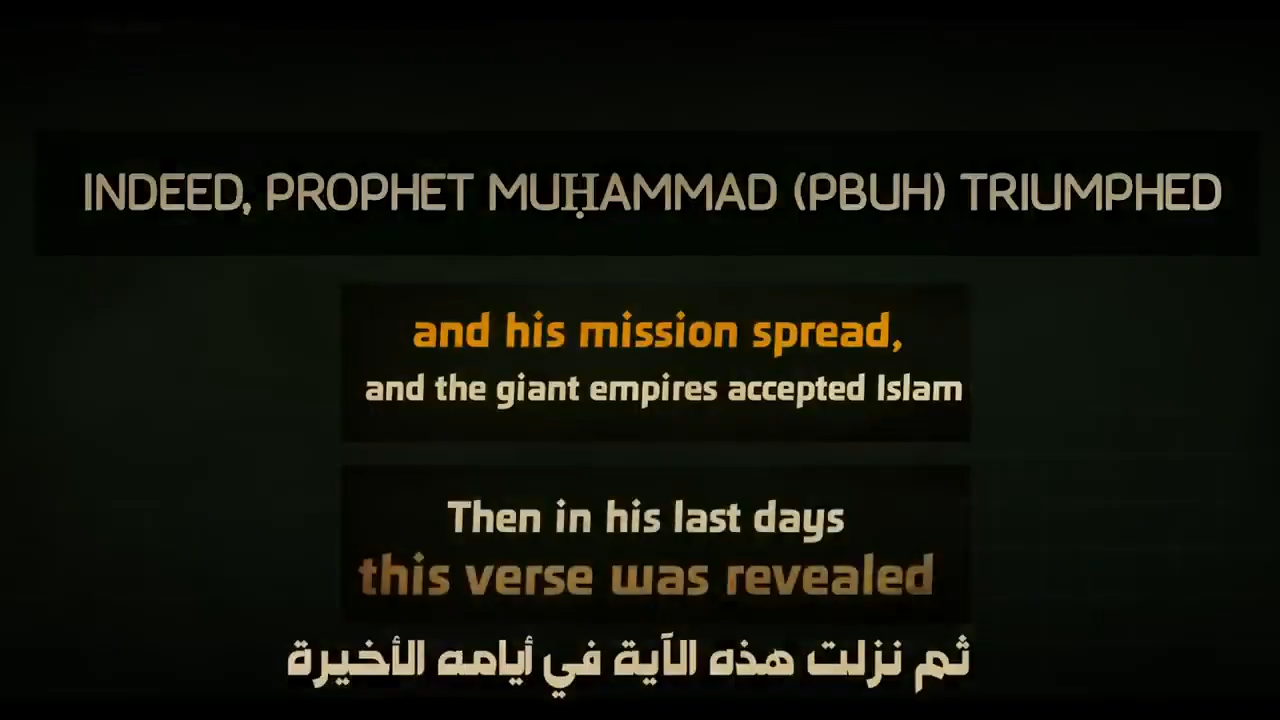 INDEED, PROPHET MUḤAMMAD (PBUH) TRIUMPHED
and his mission spread,
and the giant empires accepted Islam
Then in his last days
this verse was revealed
ثم نزلت هذه الآية في أيامه الأخيرة